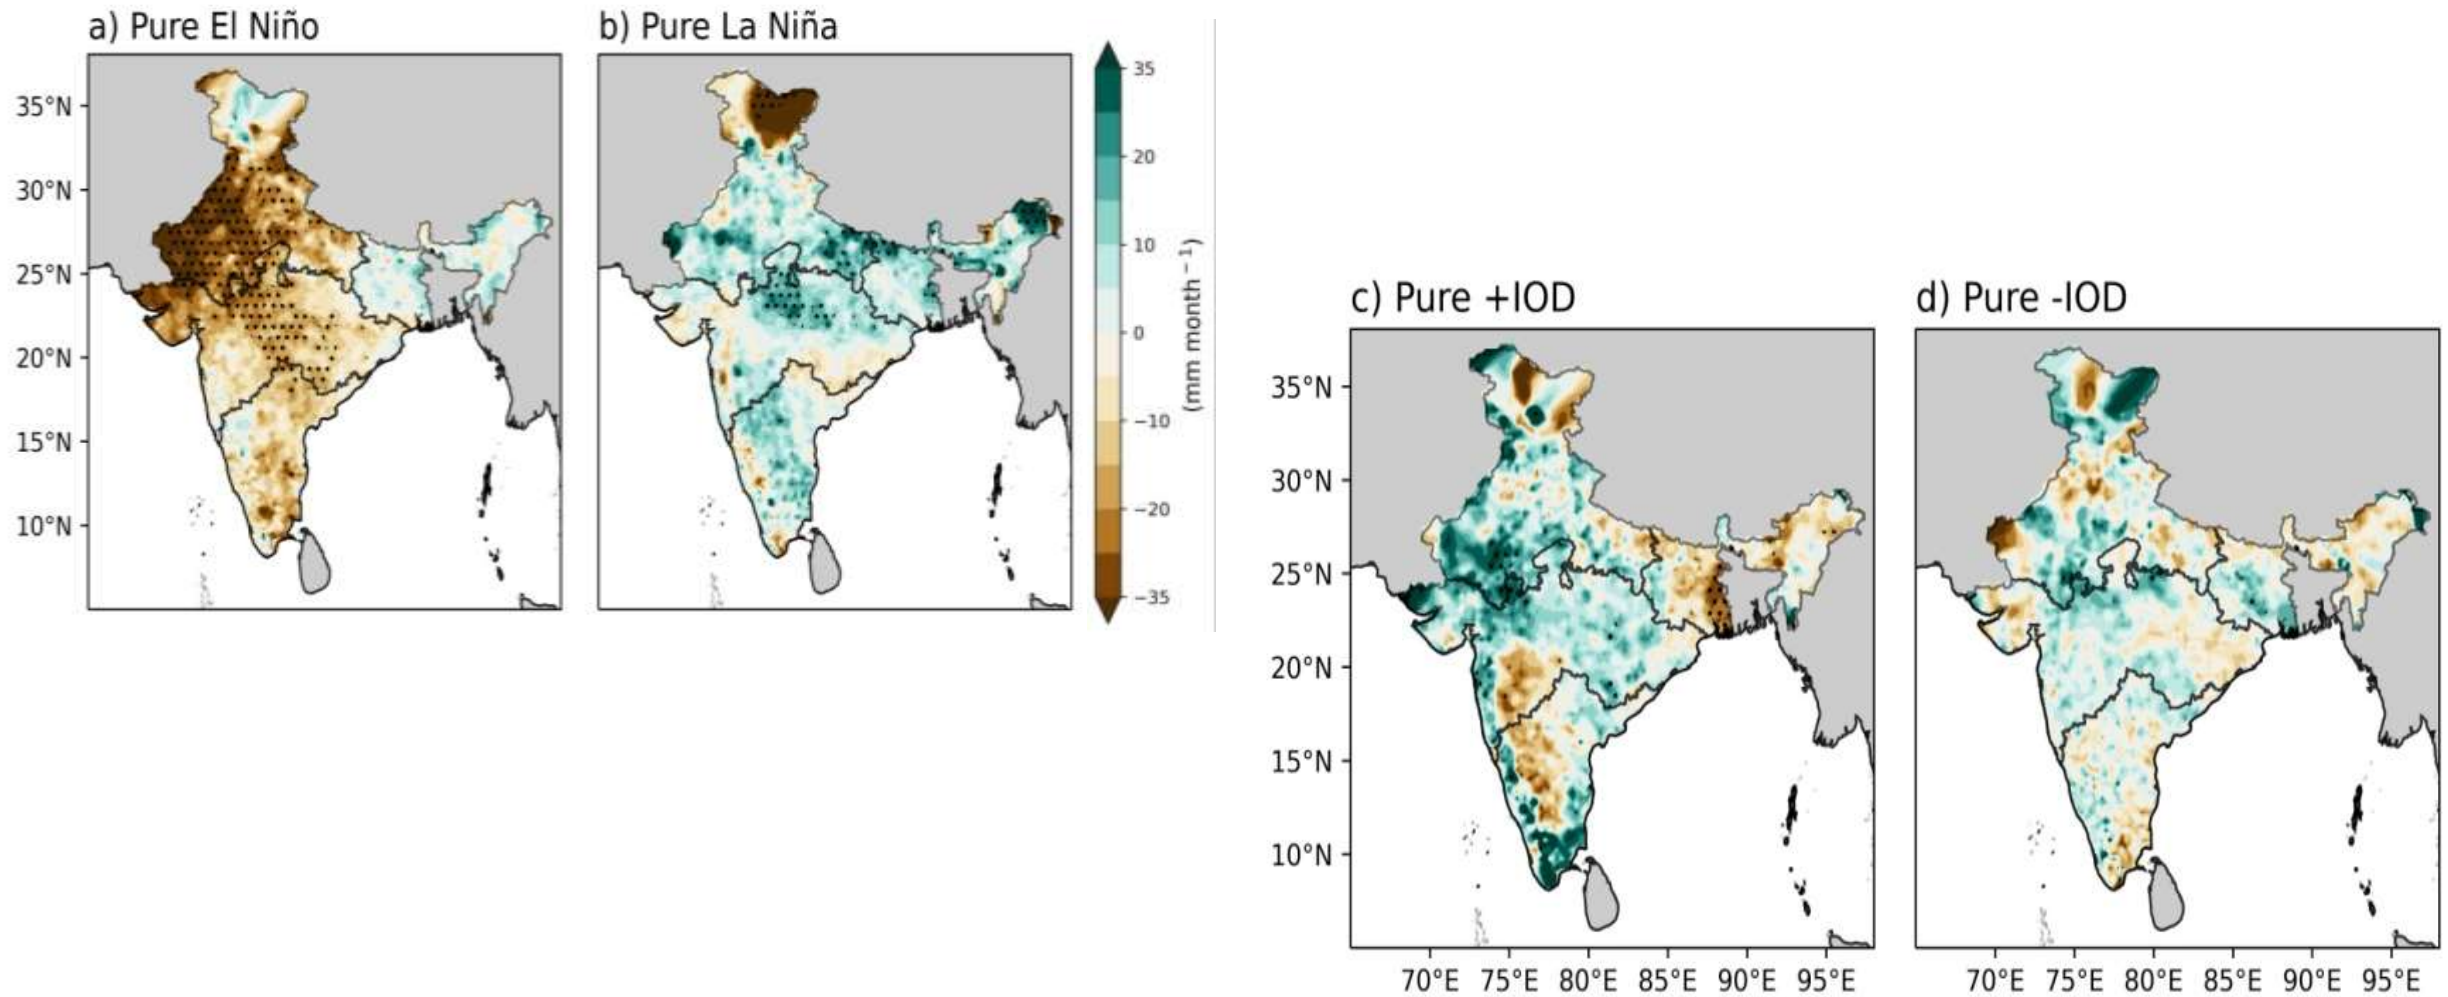 a) Pure El Niño
b) Pure La Niña
35°N
30°N
25°N
20°N
15°N
10°N
35
20
10
0
−10
−20
−35
(mm month⁻¹)
c) Pure +IOD
d) Pure -IOD
35°N
30°N
25°N
20°N
15°N
10°N
70°E 75°E 80°E 85°E 90°E 95°E
70°E 75°E 80°E 85°E 90°E 95°E